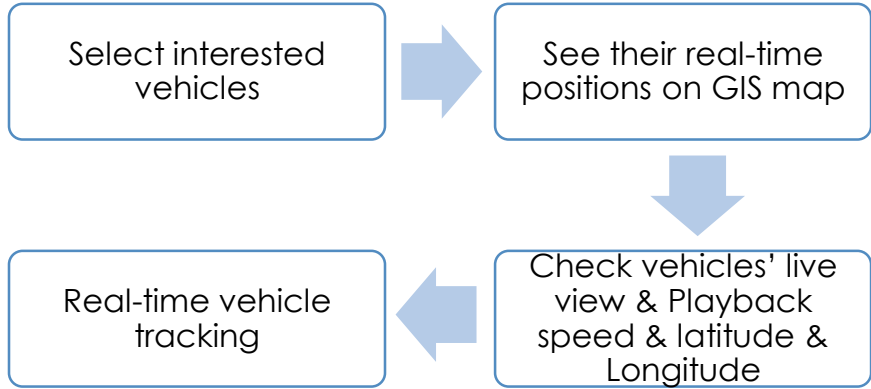 Select interested
vehicles
See their real-time
positions on GIS map
Check vehicles’ live
view & Playback
speed & latitude &
Longitude
Real-time vehicle
tracking